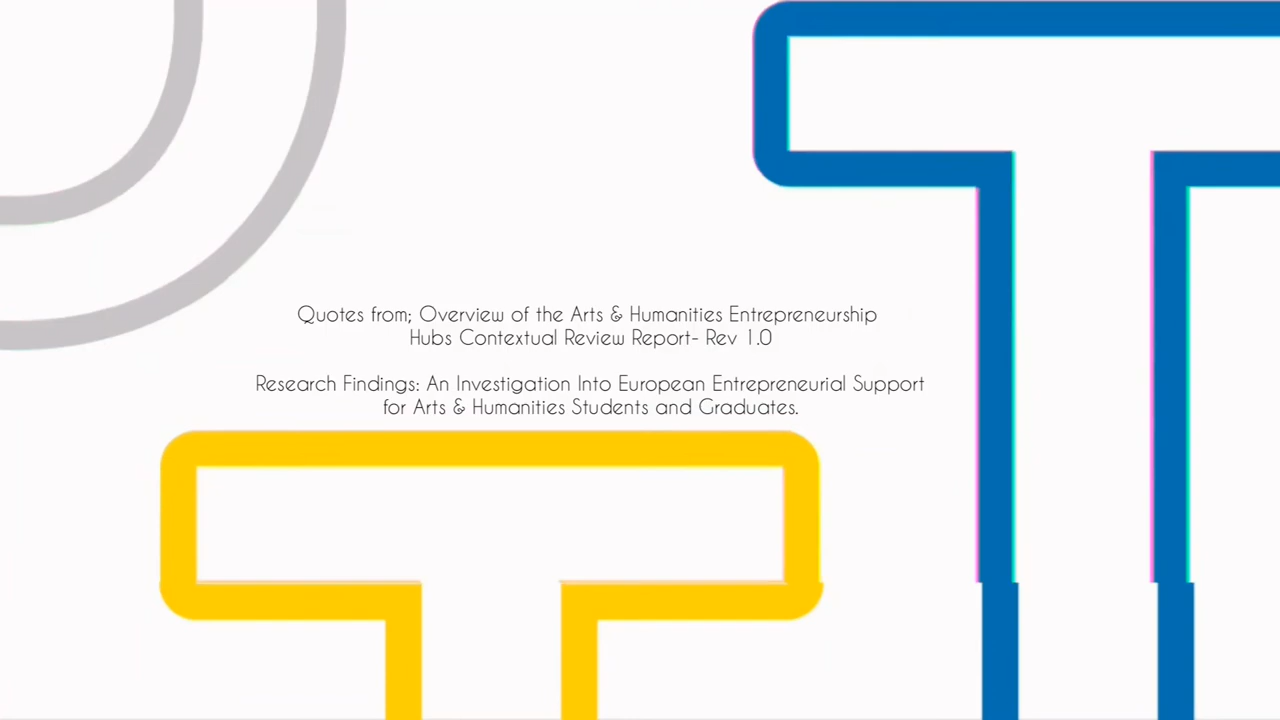 Quotes from; Overview of the Arts & Humanities Entrepreneurship
Hubs Contextual Review Report- Rev 1.0
Research Findings: An Investigation Into European Entrepreneurial Support
for Arts & Humanities Students and Graduates.